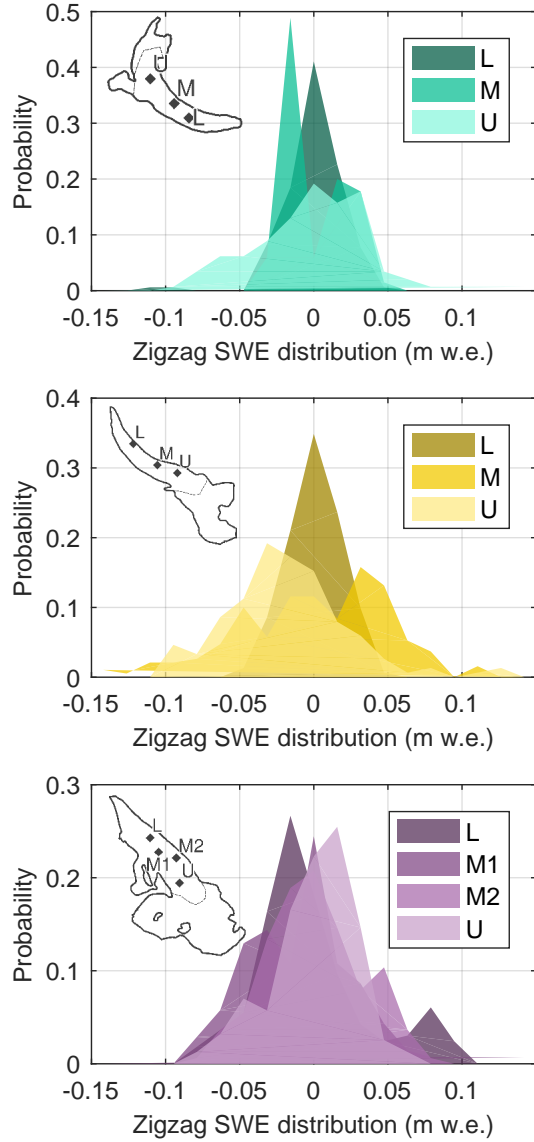 0.5
0.4
0.3
0.2
0.1
0
Probability
U
M
L
L
M
U
-0.15 -0.1 -0.05 0 0.05 0.1
Zigzag SWE distribution (m w.e.)
0.4
0.3
0.2
0.1
0
Probability
L
M
U
L
M
U
-0.15 -0.1 -0.05 0 0.05 0.1
Zigzag SWE distribution (m w.e.)
0.3
0.2
0.1
0
Probability
L
M2
M1
U
L
M1
M2
U
-0.15 -0.1 -0.05 0 0.05 0.1
Zigzag SWE distribution (m w.e.)